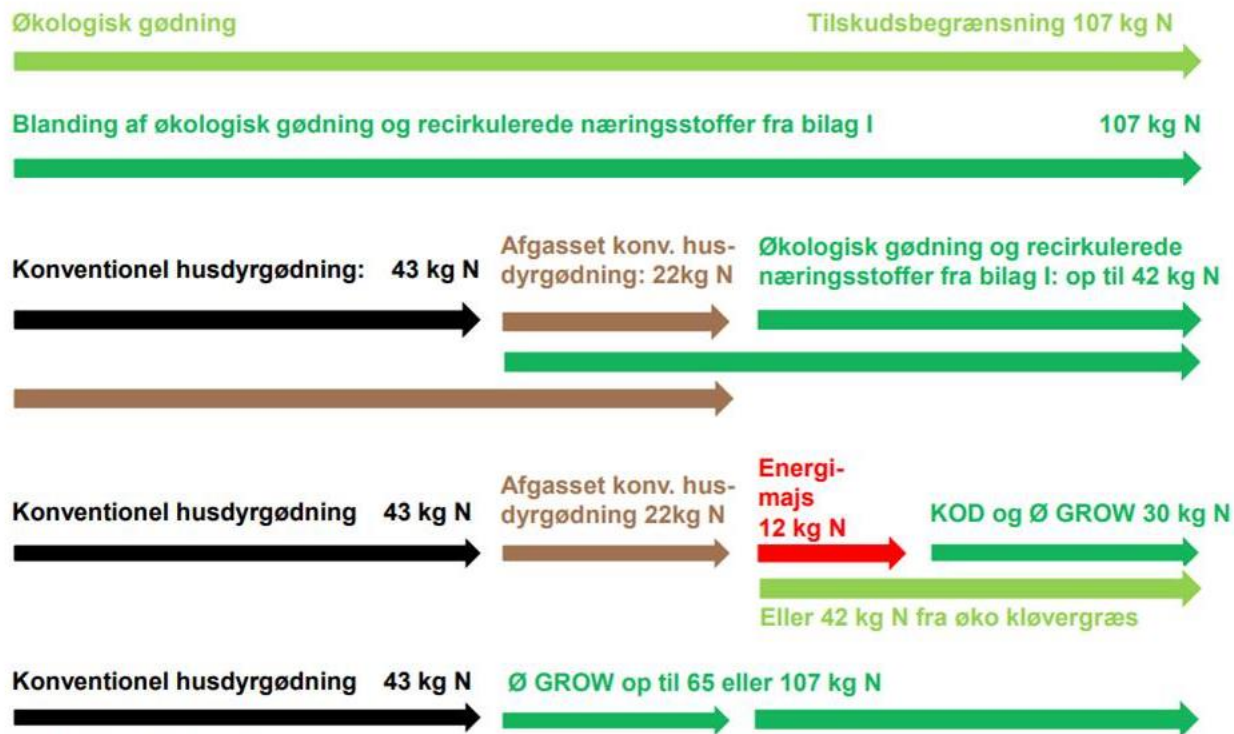 Økologisk gødning Tilskudsbegrænsning 107 kg N
Blanding af økologisk gødning og recirkulerede næringsstoffer fra bilag I 107 kg N
Konventionel husdyrgødning: 43 kg N
Afgasset konv. hus-
dyrgødning: 22kg N
Økologisk gødning og recirkulerede
næringsstoffer fra bilag I: op til 42 kg N
Konventionel husdyrgødning 43 kg N
Afgasset konv. hus-
dyrgødning 22kg N
Energi-
majs
12 kg N
KOD og Ø GROW 30 kg N
Eller 42 kg N fra øko kløvergræs
Konventionel husdyrgødning 43 kg N
Ø GROW op til 65 eller 107 kg N